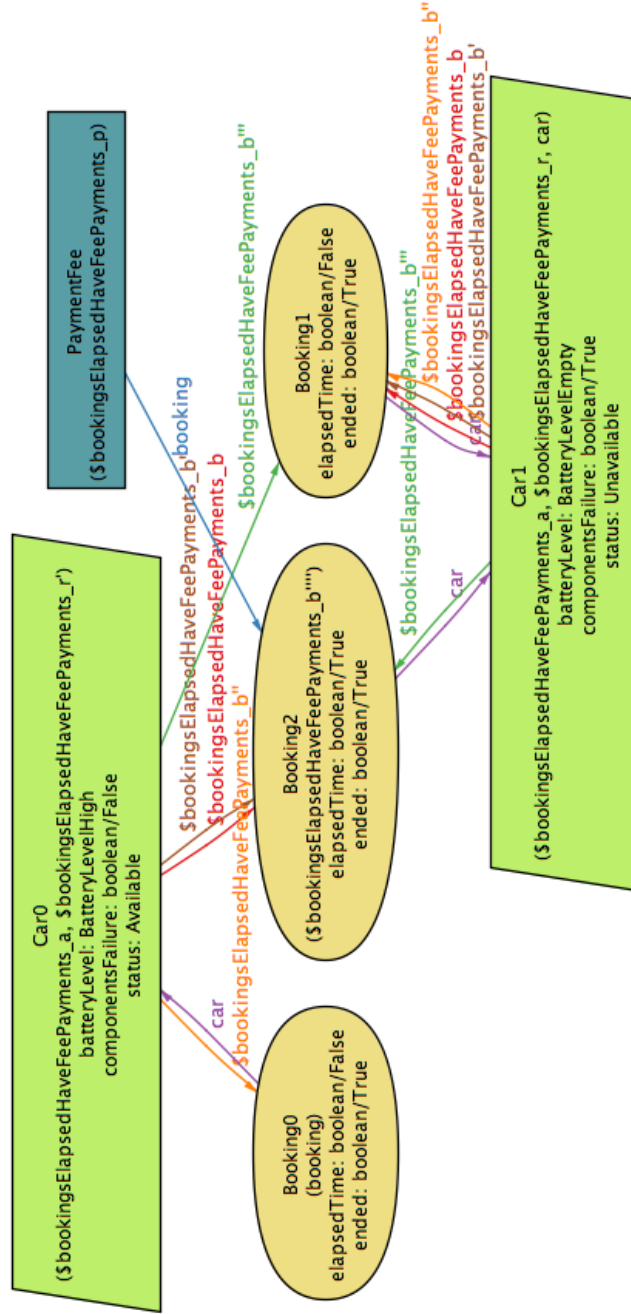 Car0
($bookingsElapsedHaveFeePayments_a, $bookingsElapsedHaveFeePayments_r')
batteryLevel: BatteryLevelHigh
componentsFailure: boolean/False
status: Available
PaymentFee
($bookingsElapsedHaveFeePayments_p)
$bookingsElapsedHaveFeePayments_b'
booking
$bookingsElapsedHaveFeePayments_b
$bookingsElapsedHaveFeePayments_b'''
car
$bookingsElapsedHaveFeePayments_b''
Booking0
(booking)
elapsedTime: boolean/False
ended: boolean/True
Booking2
($bookingsElapsedHaveFeePayments_b'''')
elapsedTime: boolean/True
ended: boolean/True
Booking1
elapsedTime: boolean/False
ended: boolean/True
$bookingsElapsedHaveFeePayments_b'''
car
$bookingsElapsedHaveFeePayments_b''
$bookingsElapsedHaveFeePayments_b
car
$bookingsElapsedHaveFeePayments_b'
Car1
($bookingsElapsedHaveFeePayments_a, $bookingsElapsedHaveFeePayments_r, car)
batteryLevel: BatteryLevelEmpty
componentsFailure: boolean/True
status: Unavailable